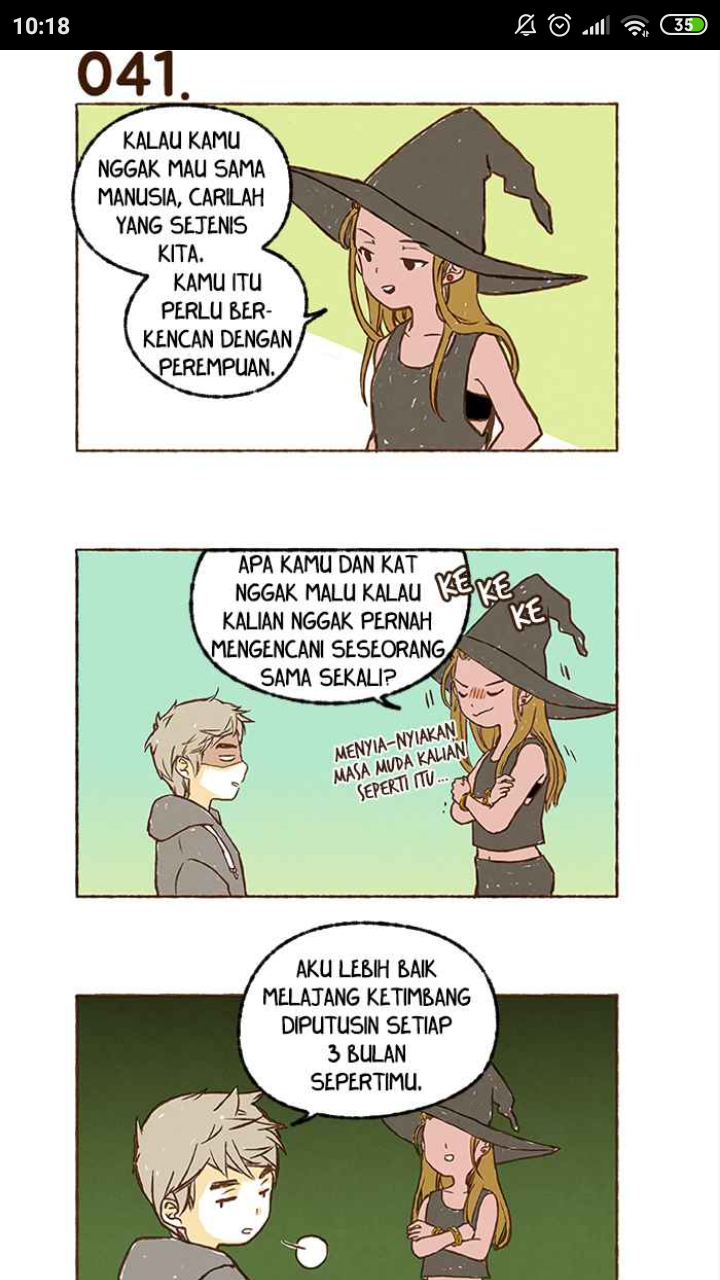 10:18
35
041.
KALAU KAMU
NGGAK MAU SAMA
MANUSIA, CARILAH
YANG SEJENIS
KITA.
KAMU ITU
PERLU BER-
KENCAN DENGAN
PEREMPUAN.
APA KAMU DAN KAT
NGGAK MALU KALAU
KALIAN NGGAK PERNAH
MENGENCANI SESEORANG
SAMA SEKALI?
KE KE
KE
MENYIA-NYIAKAN
MASA MUDA KALIAN
SEPERTI ITU...
AKU LEBIH BAIK
MELAJANG KETIMBANG
DIPUTUSIN SETIAP
3 BULAN
SEPERTIMU.